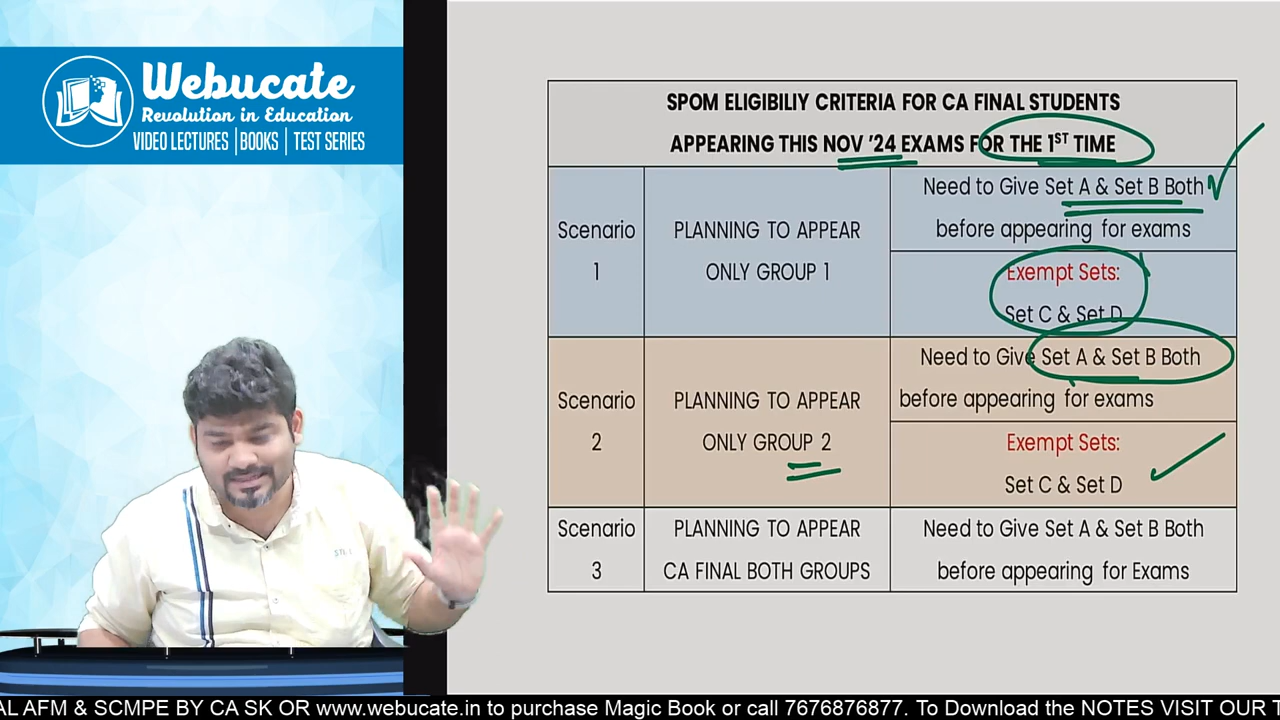 Webucate
Revolution in Education
VIDEO LECTURES | BOOKS | TEST SERIES
SPOM ELIGIBILIY CRITERIA FOR CA FINAL STUDENTS
APPEARING THIS NOV '24 EXAMS FOR THE 1ST TIME
Scenario
1
PLANNING TO APPEAR
ONLY GROUP 1
Need to Give Set A & Set B Both
before appearing for exams
Exempt Sets:
Set C & Set D
Scenario
2
PLANNING TO APPEAR
ONLY GROUP 2
Need to Give Set A & Set B Both
before appearing for exams
Exempt Sets:
Set C & Set D
Scenario
3
PLANNING TO APPEAR
CA FINAL BOTH GROUPS
Need to Give Set A & Set B Both
before appearing for Exams
AL AFM & SCMPE BY CA SK OR www.webucate.in to purchase Magic Book or call 7676876877. To Download the NOTES VISIT OUR T